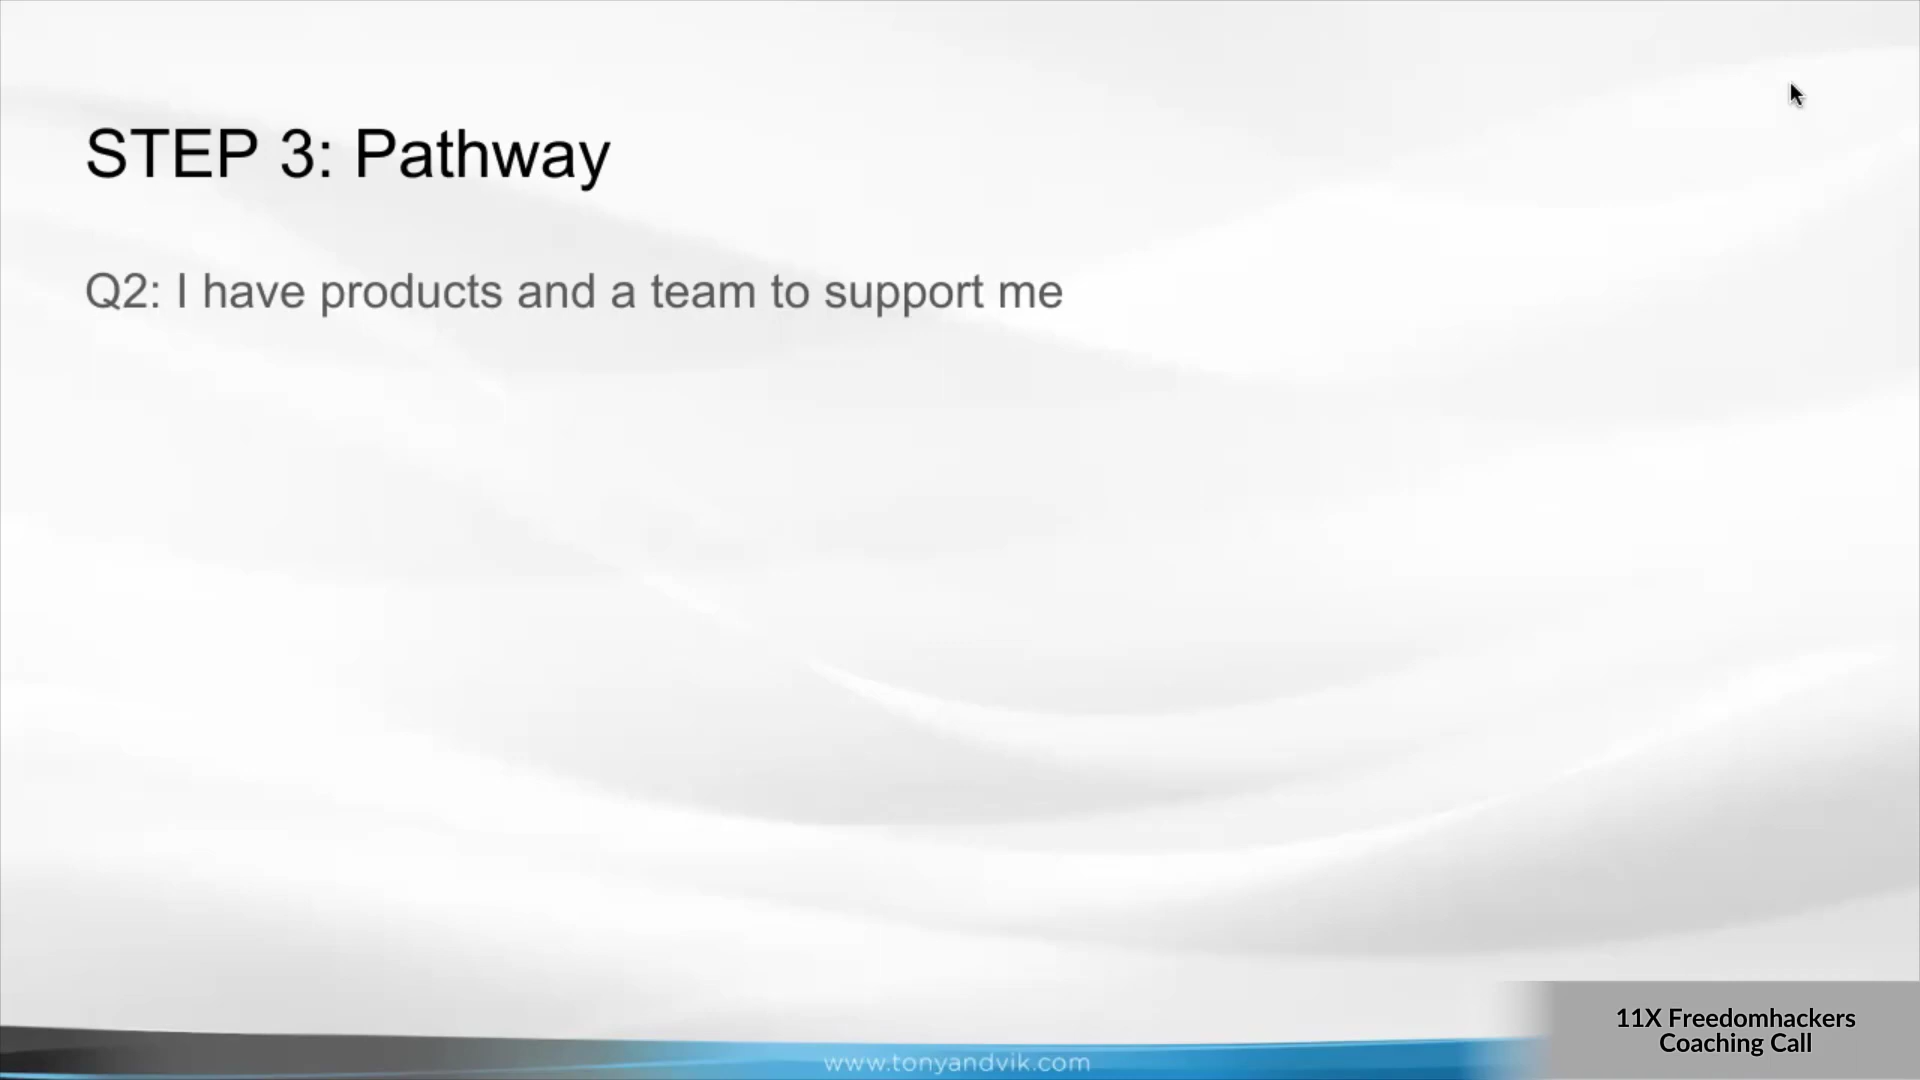 STEP 3: Pathway
Q2: I have products and a team to support me
11X Freedomhackers
Coaching Call
www.tonyandvik.com